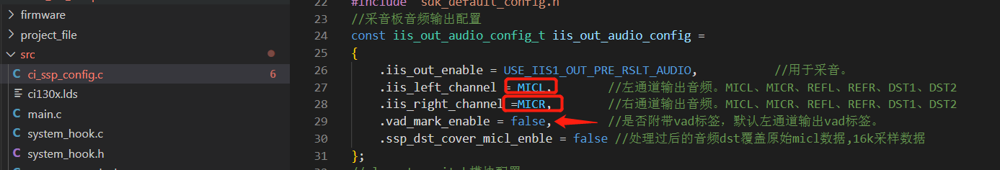 firmware
project_file
src
ci_ssp_config.c 6
ci130x.lds
main.c
system_hook.c
system_hook.h
22 #include "sdk_default_config.h"
23 //采音板音频输出配置
24 const iis_out_audio_config_t iis_out_audio_config =
25 {
26 .iis_out_enable = USE_IIS1_OUT_PRE_RSLT_AUDIO, //用于采音。
27 .iis_left_channel = MICL, //左通道输出音频。MICL、MICR、REFL、REFR、DST1、DST2
28 .iis_right_channel =MICR, //右通道输出音频。MICL、MICR、REFL、REFR、DST1、DST2
29 .vad_mark_enable = false, //是否附带vad标签，默认左通道输出vad标签。
30 .ssp_dst_cover_micl_enble = false //处理过后的音频dst覆盖原始micl数据,16k采样数据
31 };